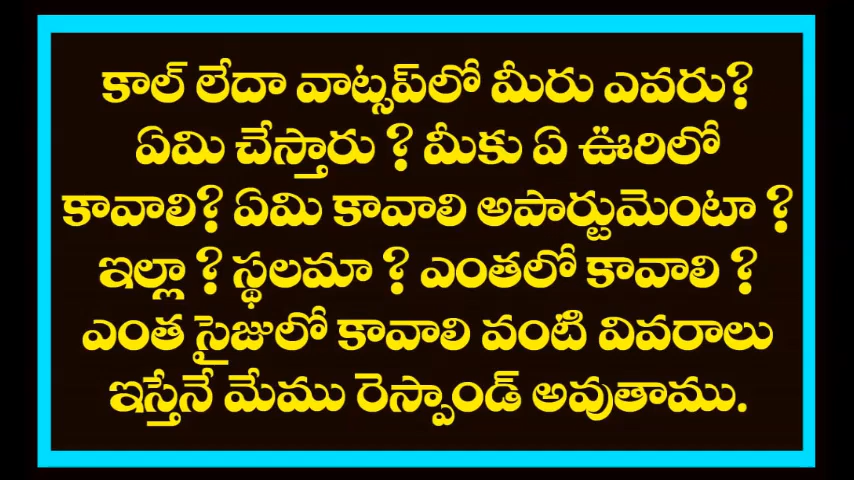 కాల్ లేదా వాట్సప్‌లో మీరు ఎవరు?
ఏమి చేస్తారు ? మీకు ఏ ఊరిలో
కావాలి? ఏమి కావాలి అపార్టుమెంటా ?
ఇల్లా ? స్థలమా ? ఎంతలో కావాలి ?
ఎంత సైజులో కావాలి వంటి వివరాలు
ఇస్తేనే మేము రెస్పాండ్ అవుతాము.